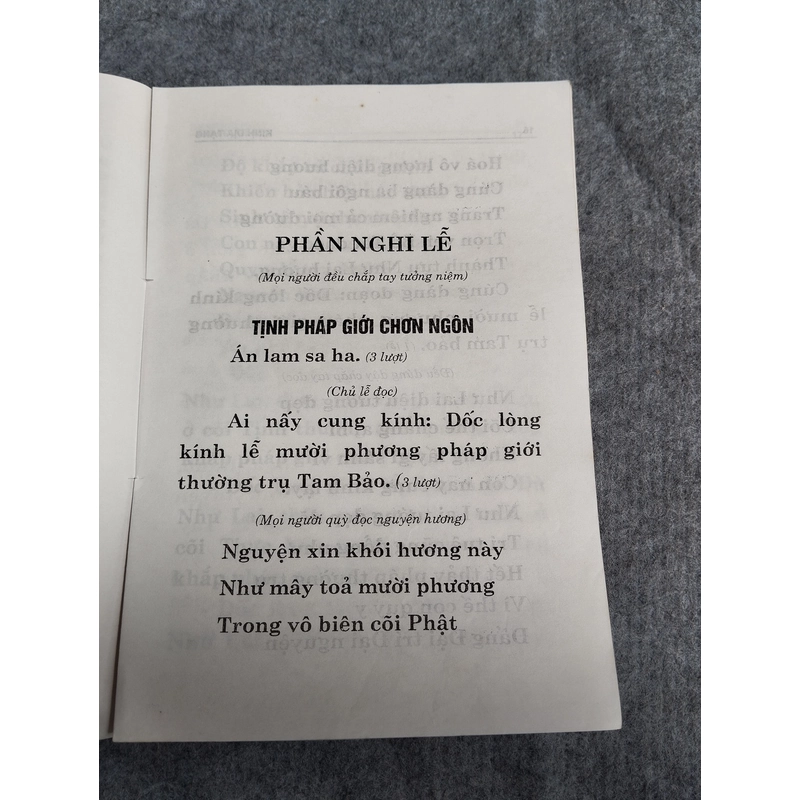 PHẦN NGHI LỄ
(Mọi người đều chắp tay tưởng niệm)
TỊNH PHÁP GIỚI CHƠN NGÔN
Án lam sa ha. (3 lượt)
(Chủ lễ đọc)
Ai nấy cung kính: Dốc lòng
kính lễ mười phương pháp giới
thường trụ Tam Bảo. (3 lượt)
(Mọi người quỳ đọc nguyện hương)
Nguyện xin khói hương này
Như mây toả mười phương
Trong vô biên cõi Phật